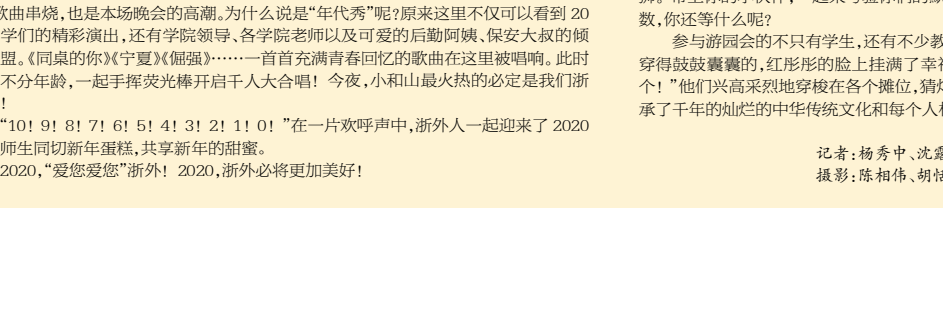 歌曲串烧,也是本场晚会的高潮。为什么说是“年代秀”呢?原来这里不仅可以看到 20
学们的精彩演出,还有学院领导、各学院老师以及可爱的后勤阿姨、保安大叔的倾
盟。《同桌的你》《宁夏》《倔强》……一首首充满青春回忆的歌曲在这里被唱响。此时
不分年龄,一起手挥荧光棒开启千人大合唱! 今夜,小和山最火热的必定是我们浙
!
“10! 9! 8! 7! 6! 5! 4! 3! 2! 1! 0! ”在一片欢呼声中,浙外人一起迎来了 2020
师生同切新年蛋糕,共享新年的甜蜜。
2020,“爱您爱您”浙外! 2020,浙外必将更加美好!
数,你还等什么呢?
参与游园会的不只有学生,还有不少教
穿得鼓鼓囊囊的,红彤彤的脸上挂满了幸
个! ”他们兴高采烈地穿梭在各个摊位,猜
承了千年的灿烂的中华传统文化和每个人
记者:杨秀中、沈
摄影:陈相伟、胡